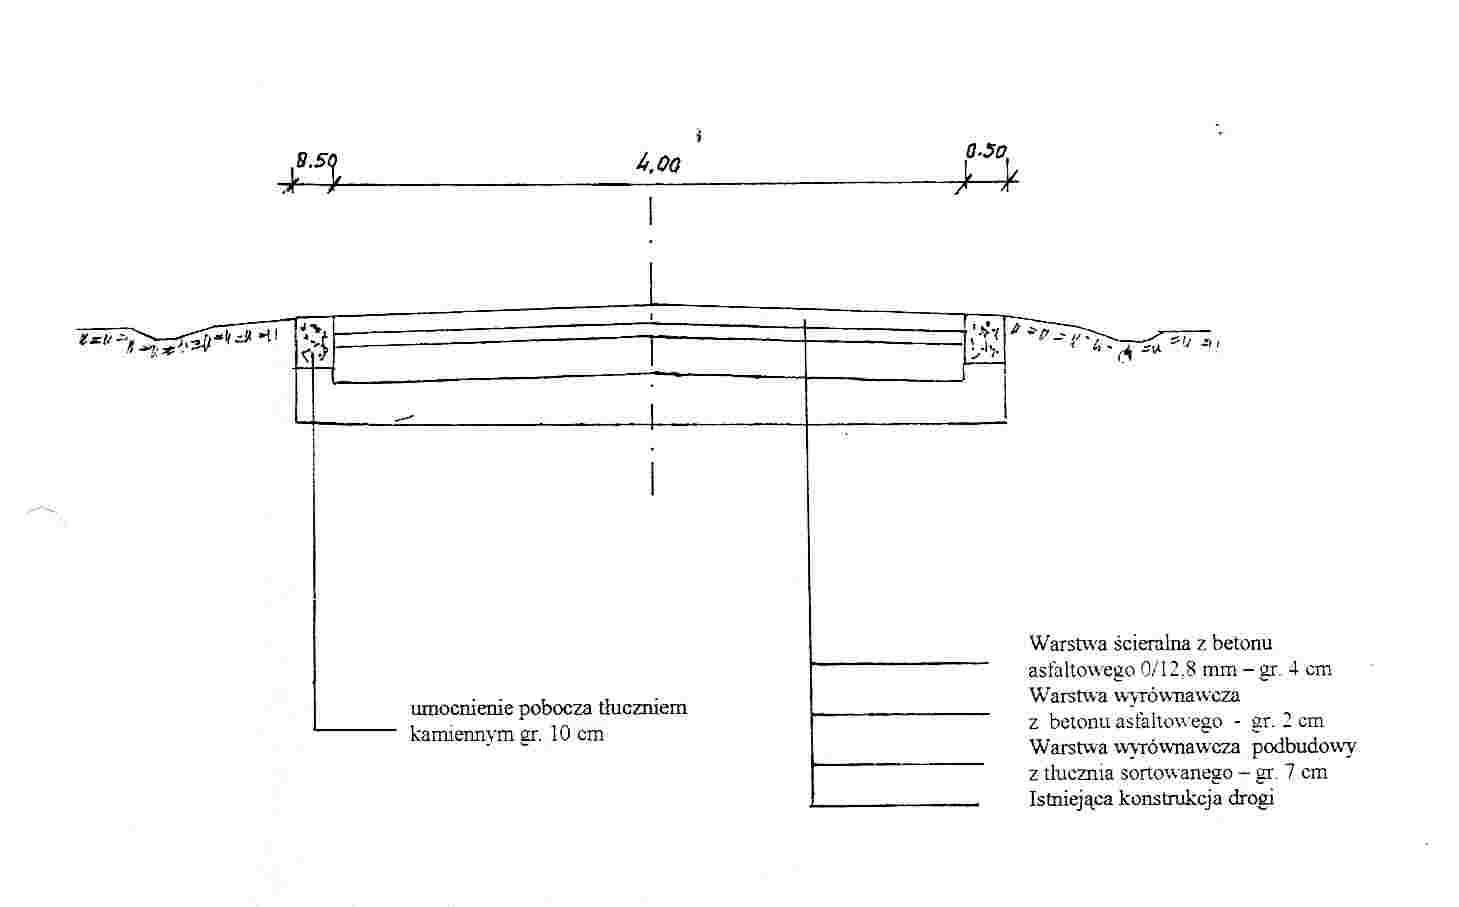 0.50
4,00
0.50
Warstwa ścieralna z betonu
asfaltowego 0/12,8 mm – gr. 4 cm
Warstwa wyrównawcza
z betonu asfaltowego - gr. 2 cm
Warstwa wyrównawcza podbudowy
z tłucznia sortowanego – gr. 7 cm
Istniejąca konstrukcja drogi
umocnienie pobocza tłuczniem
kamiennym gr. 10 cm